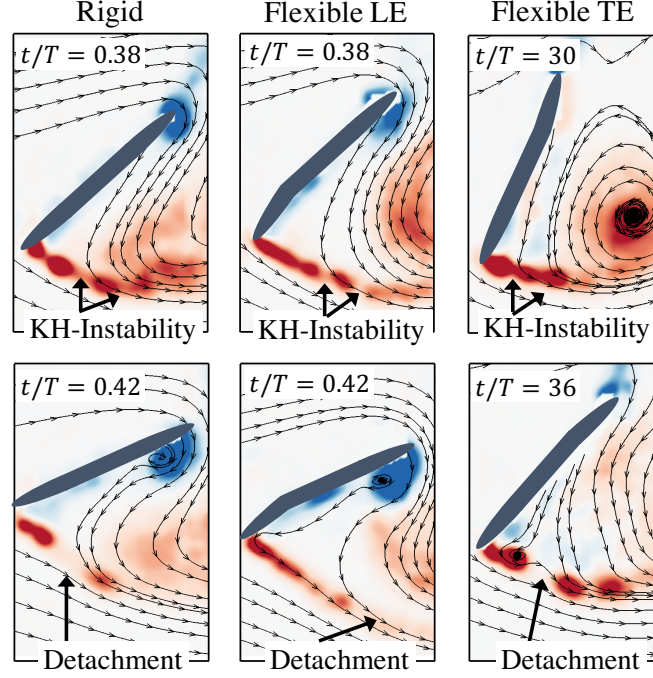 Rigid Flexible LE Flexible TE
t/T = 0.38 t/T = 0.38 t/T = 30
KH-Instability KH-Instability KH-Instability
t/T = 0.42 t/T = 0.42 t/T = 36
Detachment Detachment Detachment